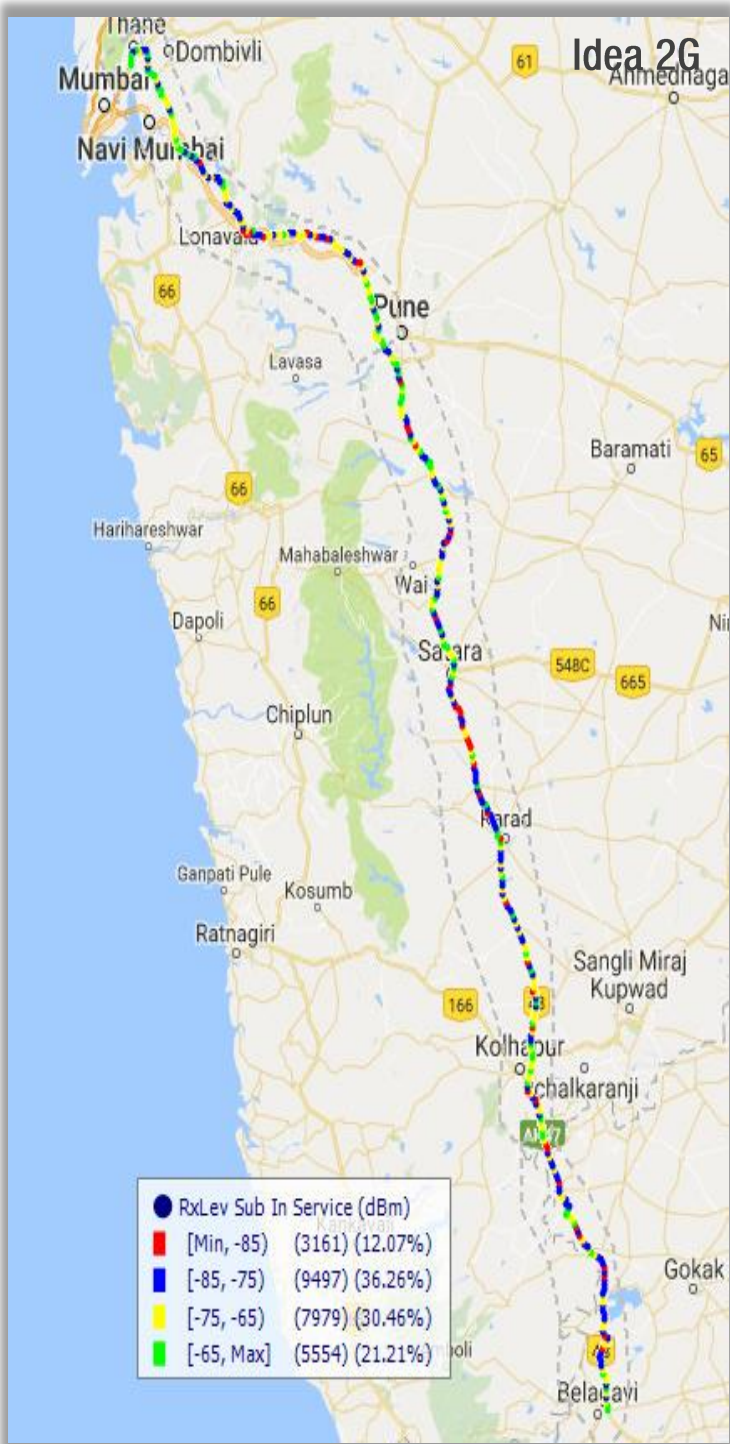 Thane
Dombivli
Idea 2G
61
Ahmednaga
Mumbai
Navi Mumbai
Lonavala
66
Pune
Lavasa
Baramati
65
66
Harihareshwar
Mahabaleshwar
Wai
66
Dapoli
Satara
548C
665
Chiplun
Karad
Ganpati Pule
Kosumb
Ratnagiri
Sangli Miraj
Kupwad
166
Kolhapur
chalkaranji
RxLev Sub In Service (dBm)
Kankavali
[Min, -85) (3161) (12.07%)
[-85, -75) (9497) (36.26%)
Gokak
[-75, -65) (7979) (30.46%)
[-65, Max] (5554) (21.21%)
Belagavi